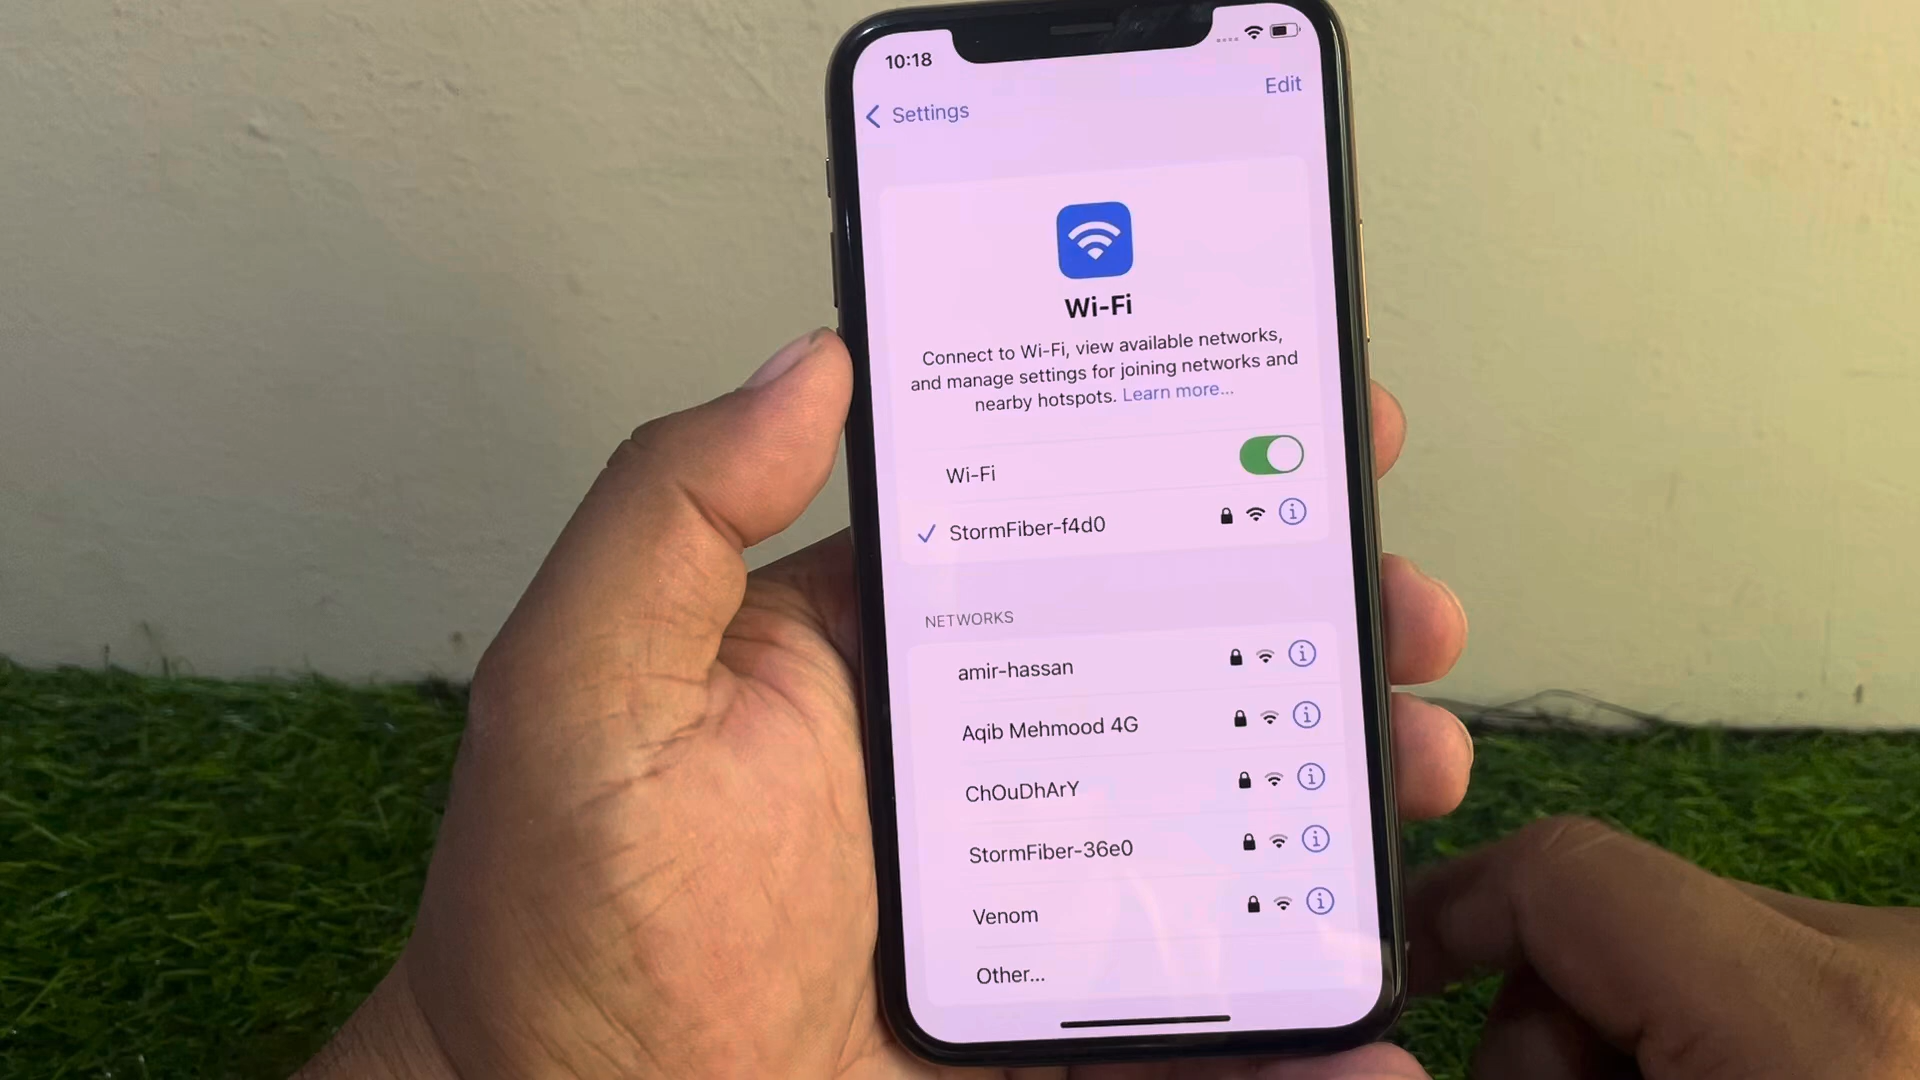 10:18
Edit
Settings
Wi-Fi
Connect to Wi-Fi, view available networks,
and manage settings for joining networks and
nearby hotspots. Learn more...
Wi-Fi
StormFiber-f4d0
NETWORKS
amir-hassan
Aqib Mehmood 4G
ChOuDhArY
StormFiber-36e0
Venom
Other...